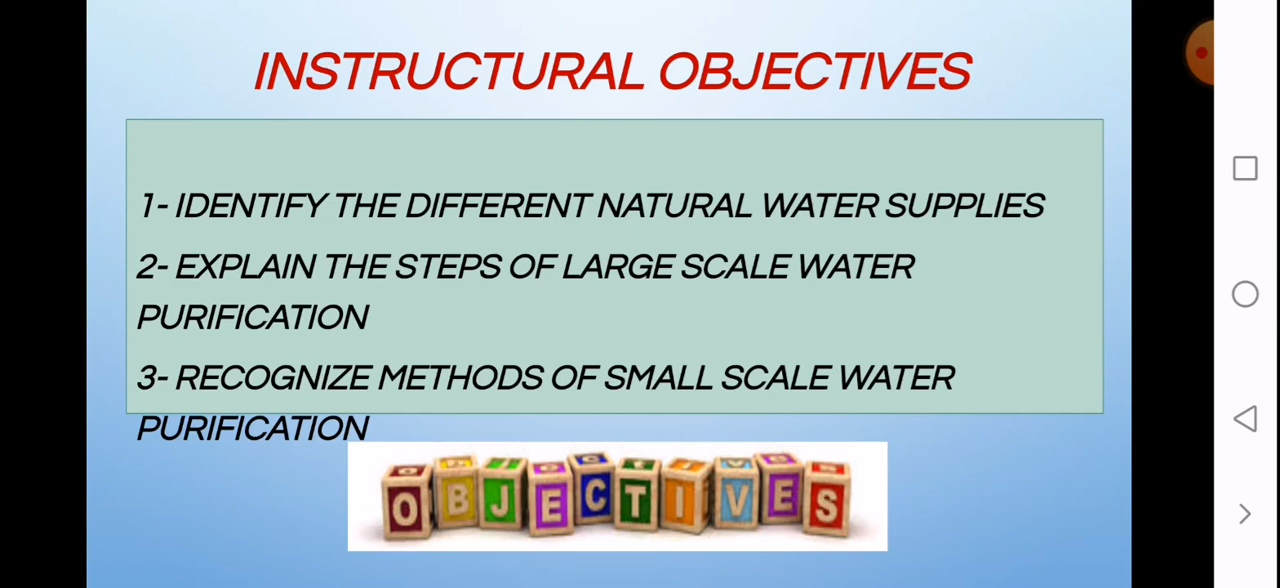 INSTRUCTURAL OBJECTIVES
1- IDENTIFY THE DIFFERENT NATURAL WATER SUPPLIES
2- EXPLAIN THE STEPS OF LARGE SCALE WATER
PURIFICATION
3- RECOGNIZE METHODS OF SMALL SCALE WATER
PURIFICATION
OBJECTIVES